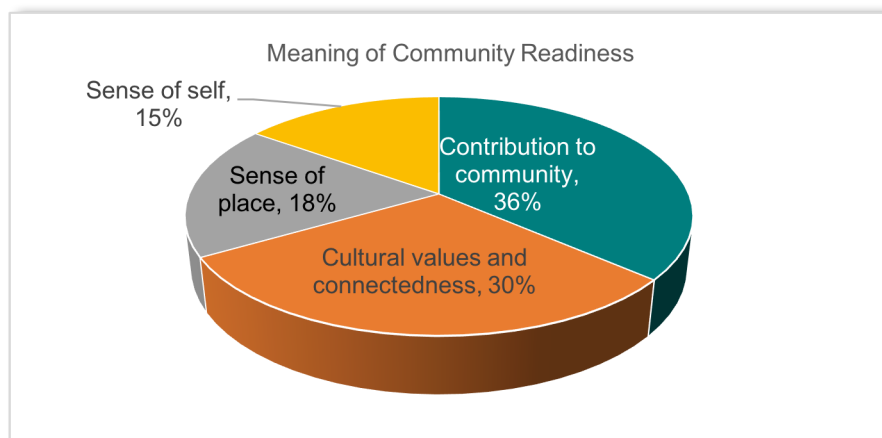 Meaning of Community Readiness
Sense of self,
15%
Contribution to
community,
36%
Sense of
place, 18%
Cultural values and
connectedness, 30%